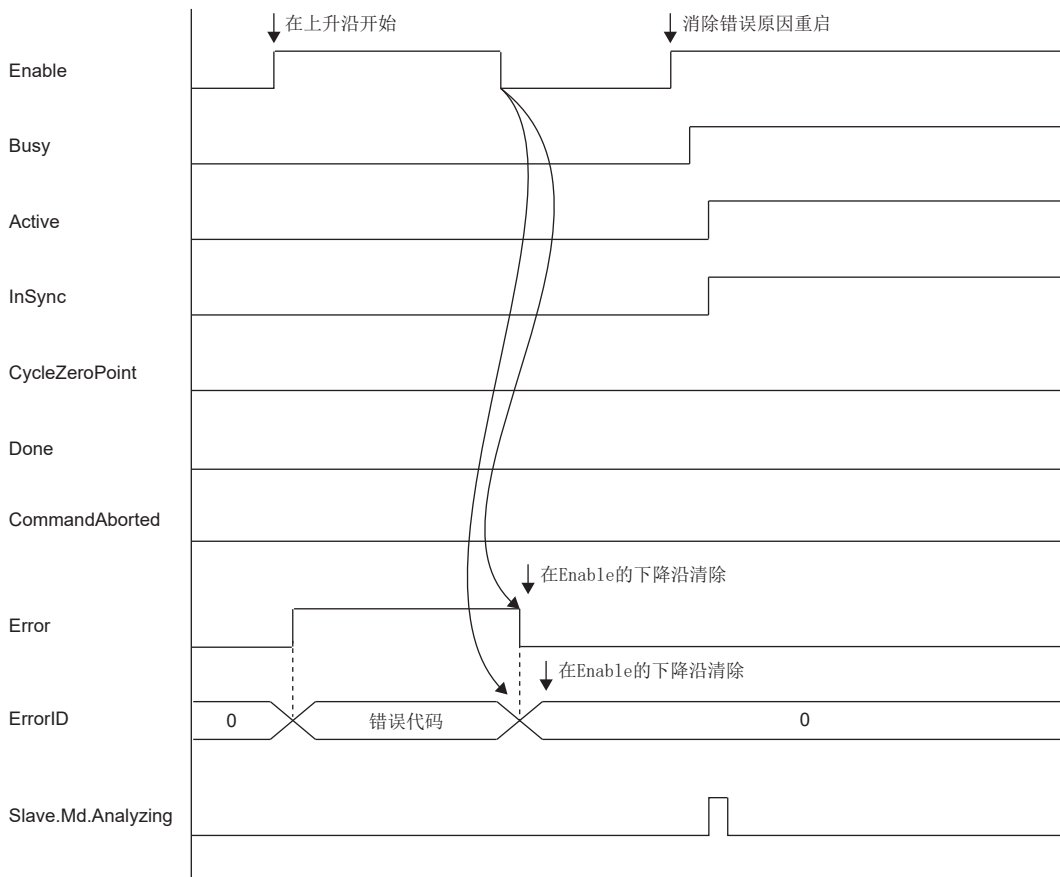 在上升沿开始
消除错误原因重启
Enable
Busy
Active
InSync
CycleZeroPoint
Done
CommandAborted
在Enable的下降沿清除
Error
在Enable的下降沿清除
ErrorID
0
错误代码
0
Slave.Md.Analyzing